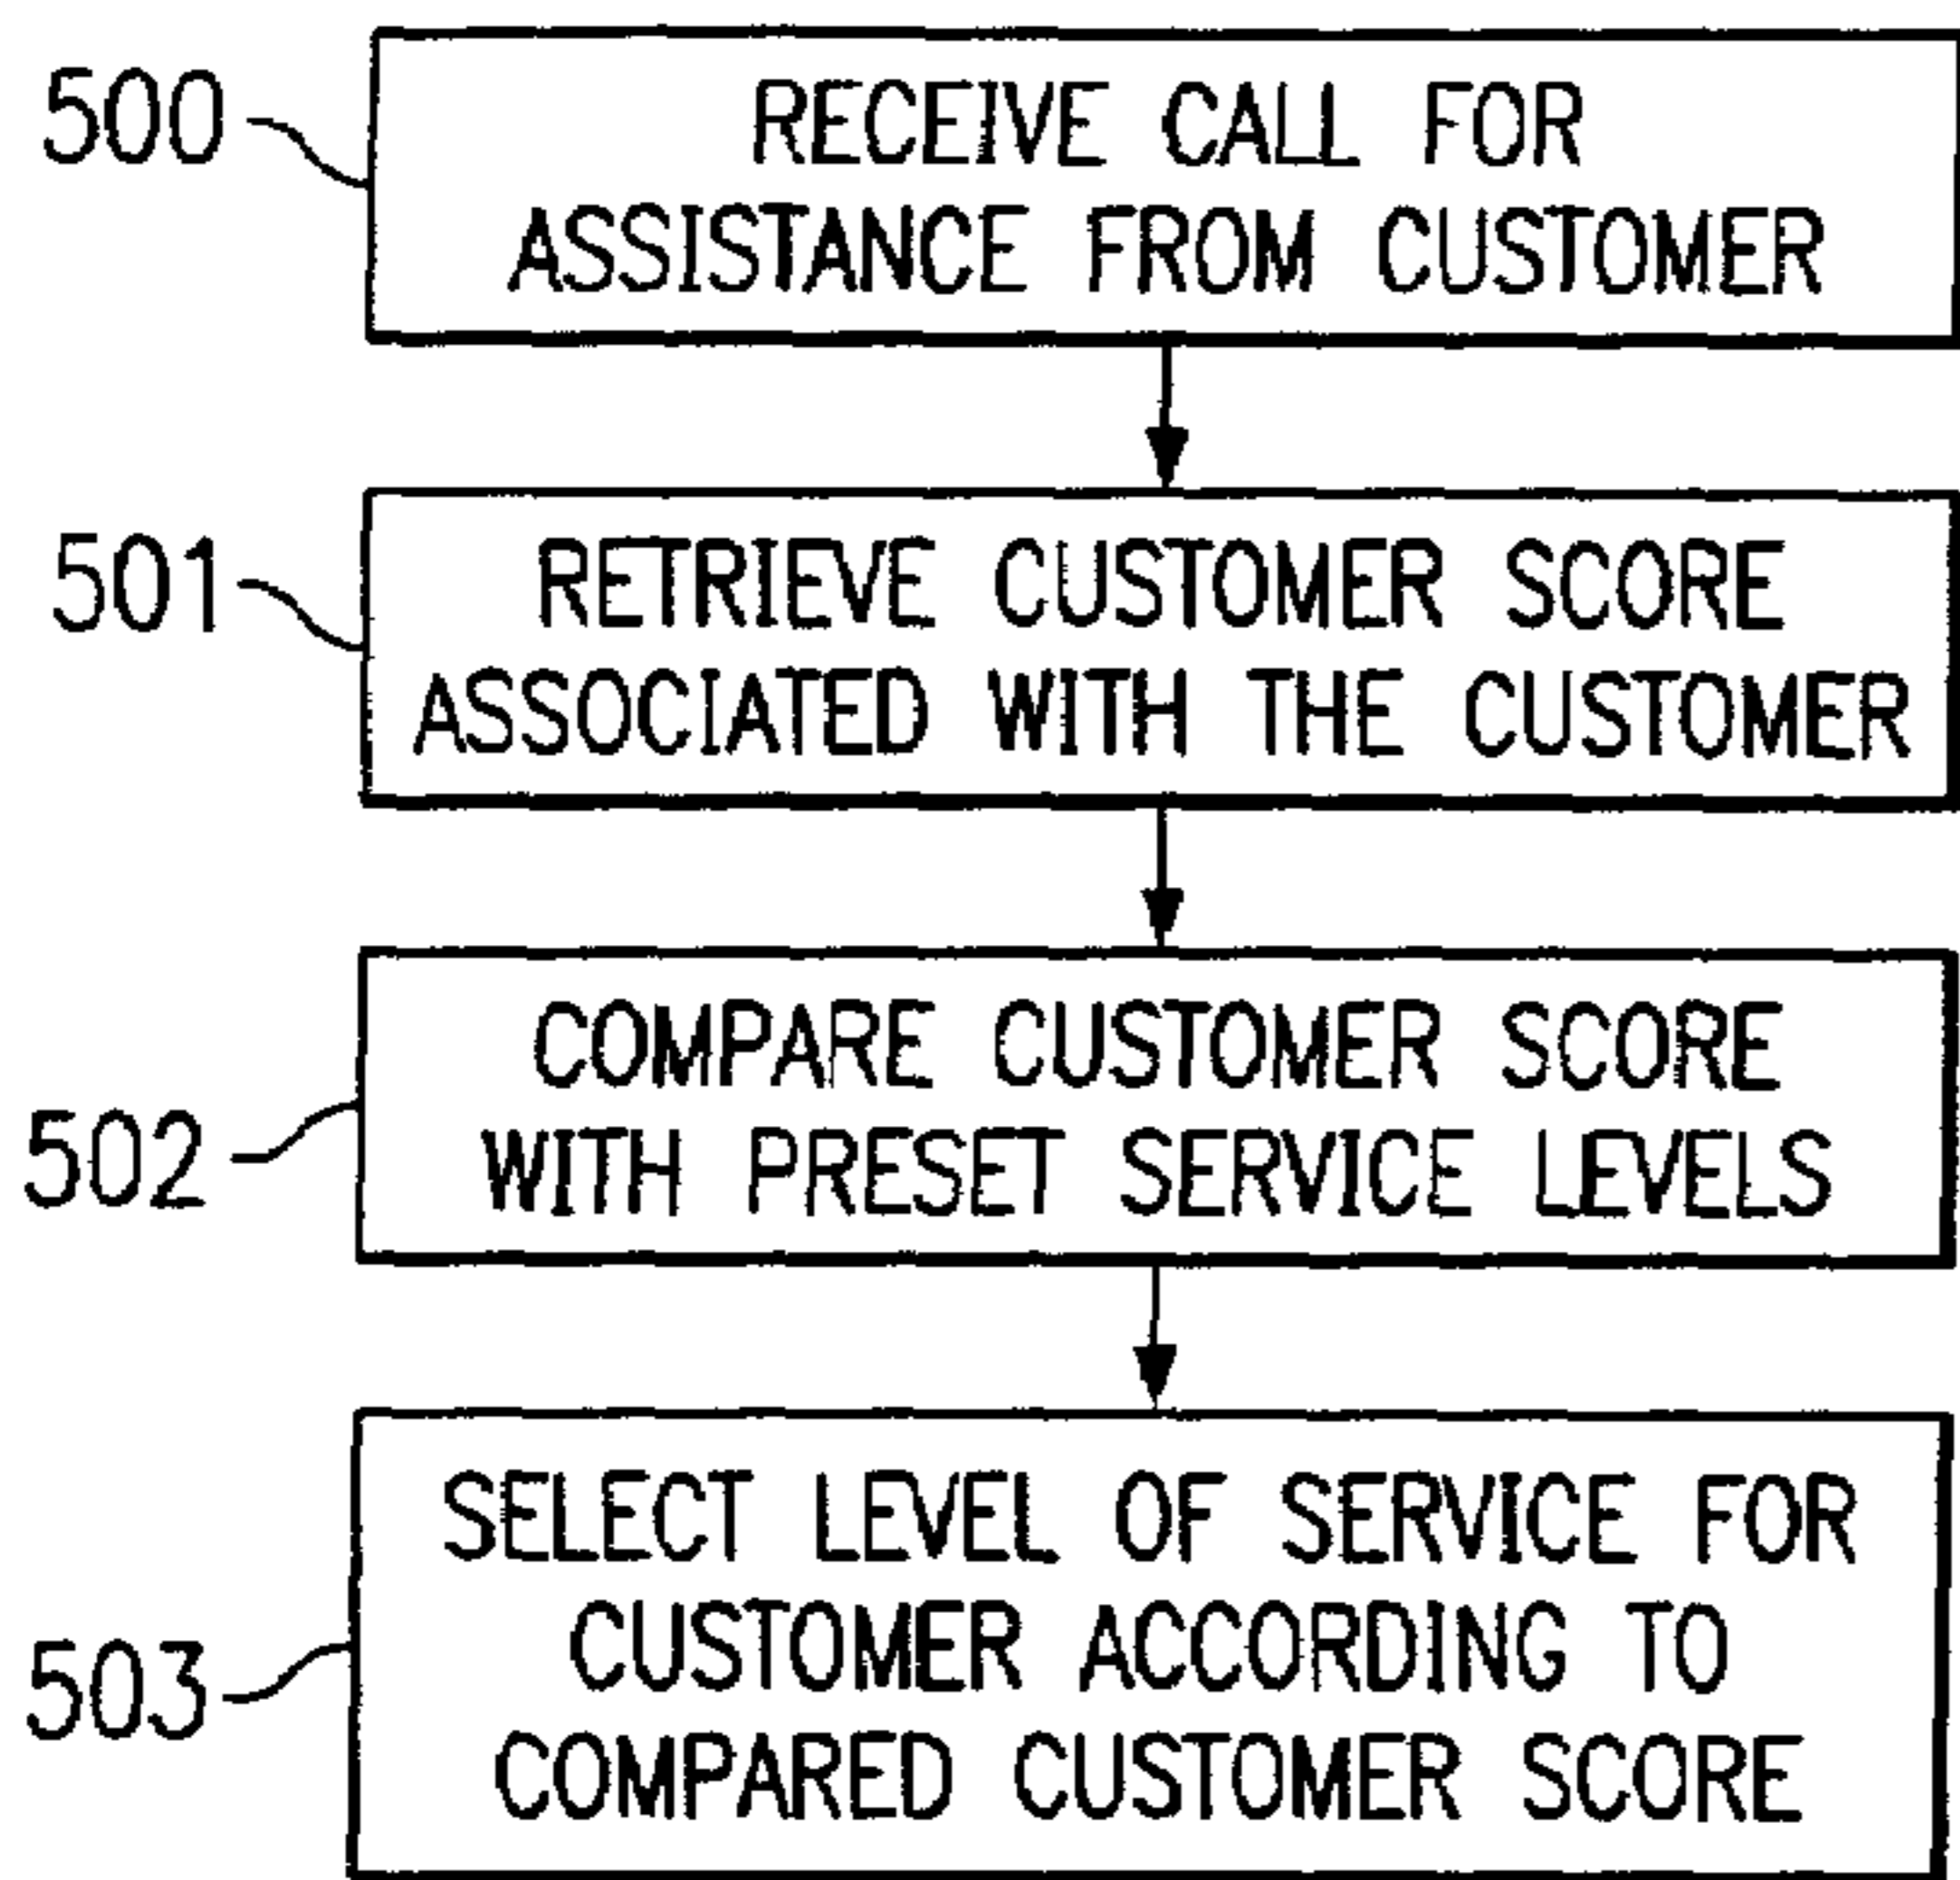 500
RECEIVE CALL FOR
ASSISTANCE FROM CUSTOMER
501
RETRIEVE CUSTOMER SCORE
ASSOCIATED WITH THE CUSTOMER
502
COMPARE CUSTOMER SCORE
WITH PRESET SERVICE LEVELS
503
SELECT LEVEL OF SERVICE FOR
CUSTOMER ACCORDING TO
COMPARED CUSTOMER SCORE